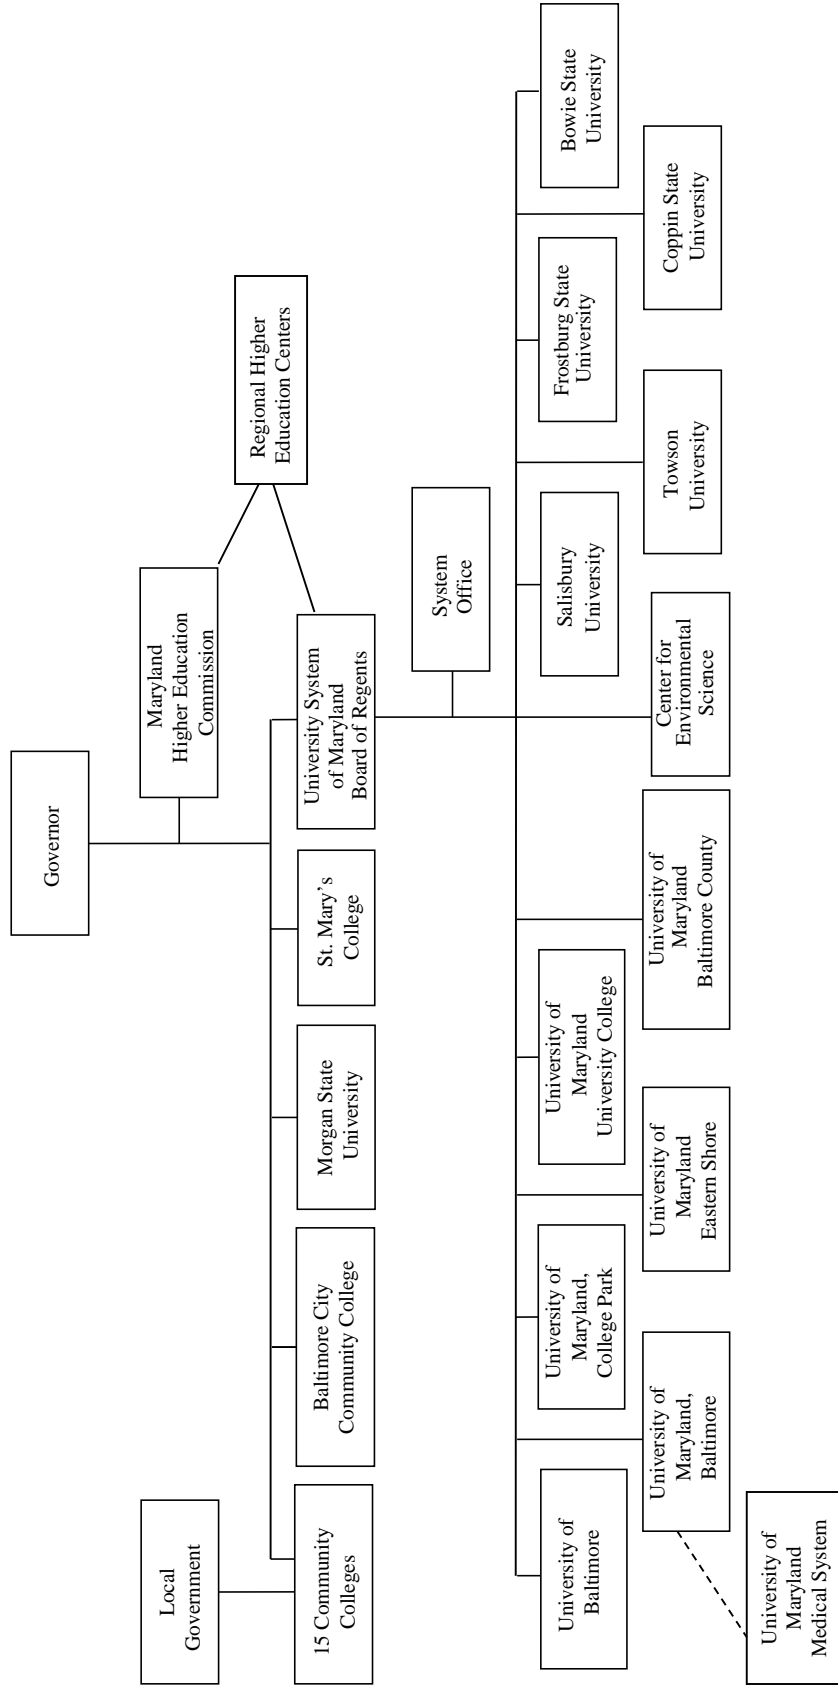 Governor
Local
Government
Maryland
Higher Education
Commission
Regional Higher
Education Centers
15 Community
Colleges
Baltimore City
Community College
Morgan State
University
St. Mary's
College
University System
of Maryland
Board of Regents
System
Office
University of
Baltimore
University of
Maryland,
College Park
University of
Maryland
University College
Salisbury
University
Frostburg State
University
Bowie State
University
University of
Maryland,
Baltimore
University of
Maryland
Eastern Shore
University of
Maryland
Baltimore County
Center for
Environmental
Science
Towson
University
Coppin State
University
University of
Maryland
Medical System